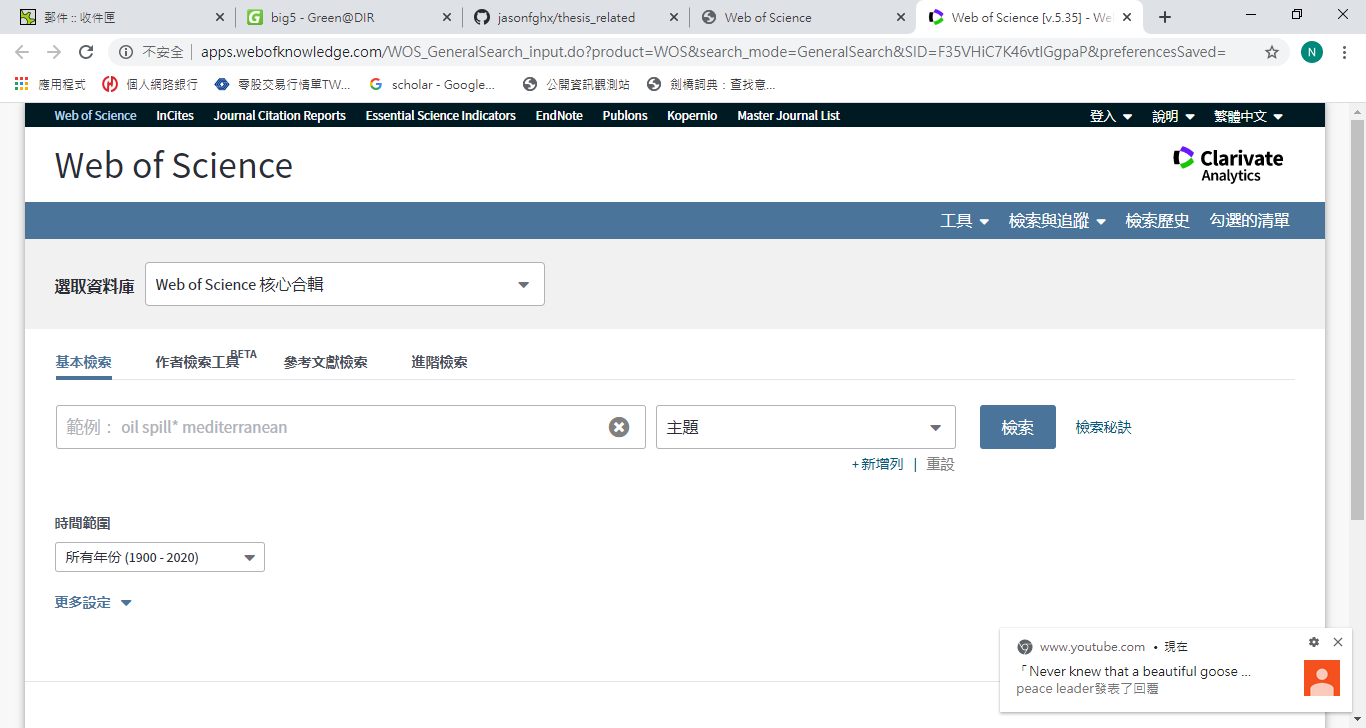 郵件 :: 收件匣
big5 - Green@DIR
jasonfghx/thesis_related
Web of Science
Web of Science [v.5.35] - We
不安全
apps.webofknowledge.com/WOS_GeneralSearch_input.do?product=WOS&search_mode=GeneralSearch&SID=F35VHiC7K46vtIGgpaP&preferencesSaved=
N
應用程式
個人網路銀行
零股交易行情單TW...
scholar - Google...
公開資訊觀測站
劍橋詞典：查找意...
Web of Science
InCites
Journal Citation Reports
Essential Science Indicators
EndNote
Publons
Kopernio
Master Journal List
登入
說明
繁體中文
Web of Science
Clarivate
Analytics
工具
檢索與追蹤
檢索歷史
勾選的清單
選取資料庫
Web of Science 核心合輯
基本檢索
作者檢索工具 BETA
參考文獻檢索
進階檢索
範例： oil spill* mediterranean
主題
檢索
檢索秘訣
+ 新增列 | 重設
時間範圍
所有年份 (1900 - 2020)
更多設定
www.youtube.com • 現在
「Never knew that a beautiful goose ...
peace leader發表了回覆